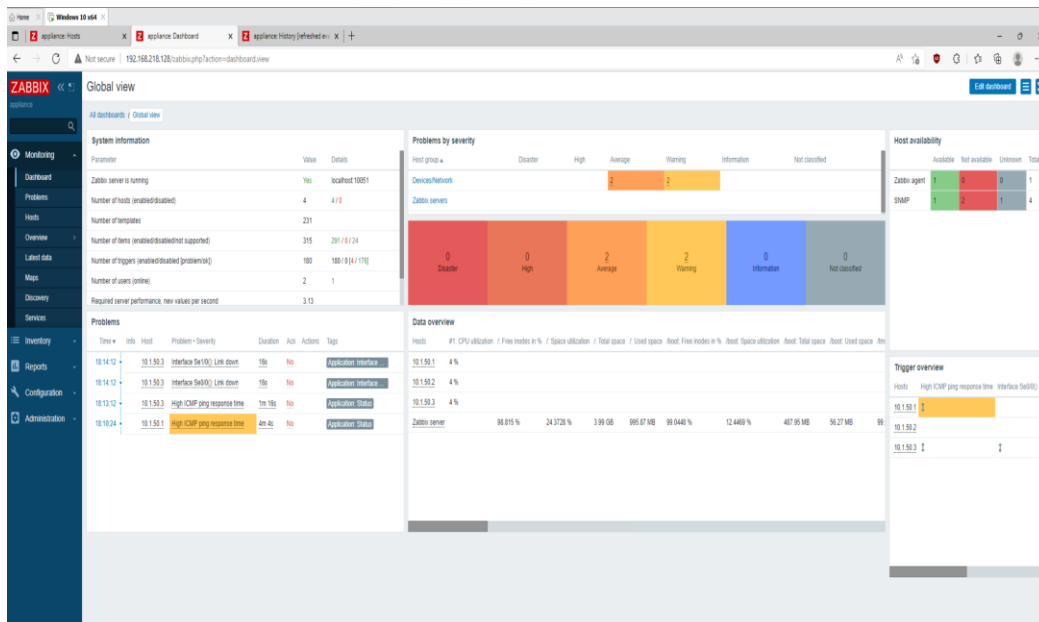 Home Windows 10 x64
appliance: Hosts appliance: Dashboard appliance: History [refreshed eve
Not secure 192.168.218.128/zabbix.php?action=dashboard.view
ZABBIX
appliance
Monitoring
Dashboard
Problems
Hosts
Overview
Latest data
Maps
Discovery
Services
Inventory
Reports
Configuration
Administration
Global view
Edit dashboard
All dashboards / Global view
System information
Parameter Value Details
Zabbix server is running Yes localhost:10051
Number of hosts (enabled/disabled) 4 4 / 0
Number of templates 231
Number of items (enabled/disabled/not supported) 315 291 / 0 / 24
Number of triggers (enabled/disabled [problem/ok]) 180 180 / 0 [4 / 176]
Number of users (online) 2 1
Required server performance, new values per second 3.13
Problems by severity
Host group Disaster High Average Warning Information Not classified
Devices/Network 2 2
Zabbix servers
0 0 2 2 0 0
Disaster High Average Warning Information Not classified
Host availability
Available Not available Unknown Total
Zabbix agent 1 0 0 1
SNMP 1 2 1 4
Problems
Time Info Host Problem • Severity Duration Ack Actions Tags
18:14:12 10.1.50.3 Interface Se1/0(): Link down 16s No Application: Interface ...
18:14:12 10.1.50.3 Interface Se0/0(): Link down 16s No Application: Interface ...
18:13:12 10.1.50.3 High ICMP ping response time 1m 16s No Application: Status
18:10:24 10.1.50.1 High ICMP ping response time 4m 4s No Application: Status
Data overview
Hosts #1: CPU utilization /: Free inodes in % /: Space utilization /: Total space /: Used space /boot: Free inodes in % /boot: Space utilization /boot: Total space /boot: Used space
10.1.50.1 4 %
10.1.50.2 4 %
10.1.50.3 4 %
Zabbix server 98.815 % 24.3728 % 3.99 GB 995.87 MB 99.0448 % 12.4469 % 487.95 MB 56.27 MB 99.
Trigger overview
Hosts High ICMP ping response time Interface Se0/0():
10.1.50.1
10.1.50.2
10.1.50.3